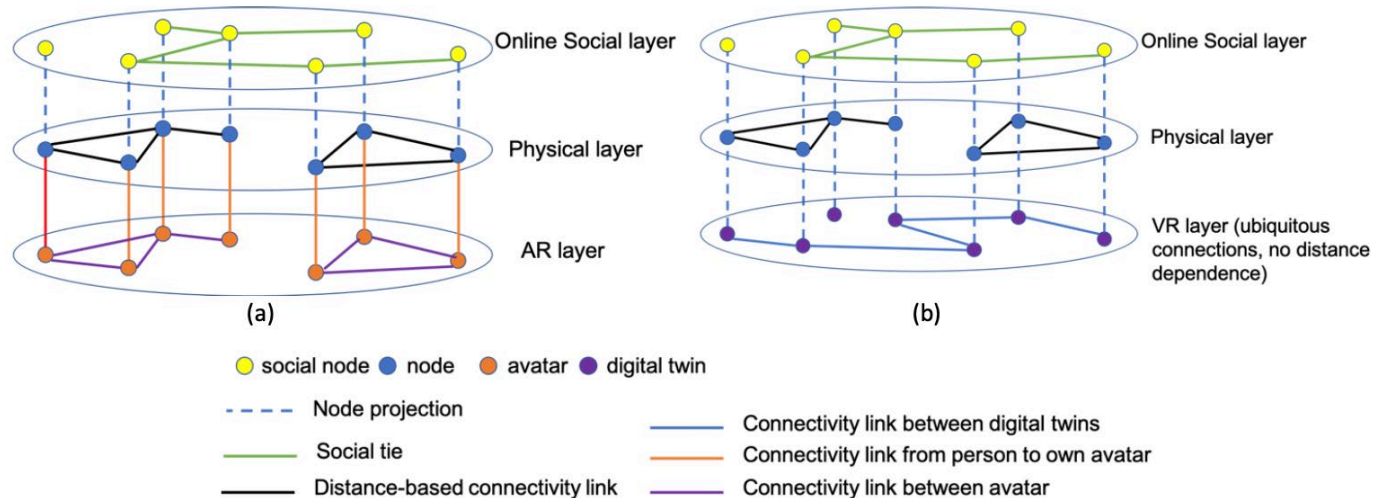 Online Social layer
Physical layer
AR layer
(a)
Online Social layer
Physical layer
VR layer (ubiquitous
connections, no distance
dependence)
(b)
social node
node
avatar
digital twin
Node projection
Social tie
Distance-based connectivity link
Connectivity link between digital twins
Connectivity link from person to own avatar
Connectivity link between avatar